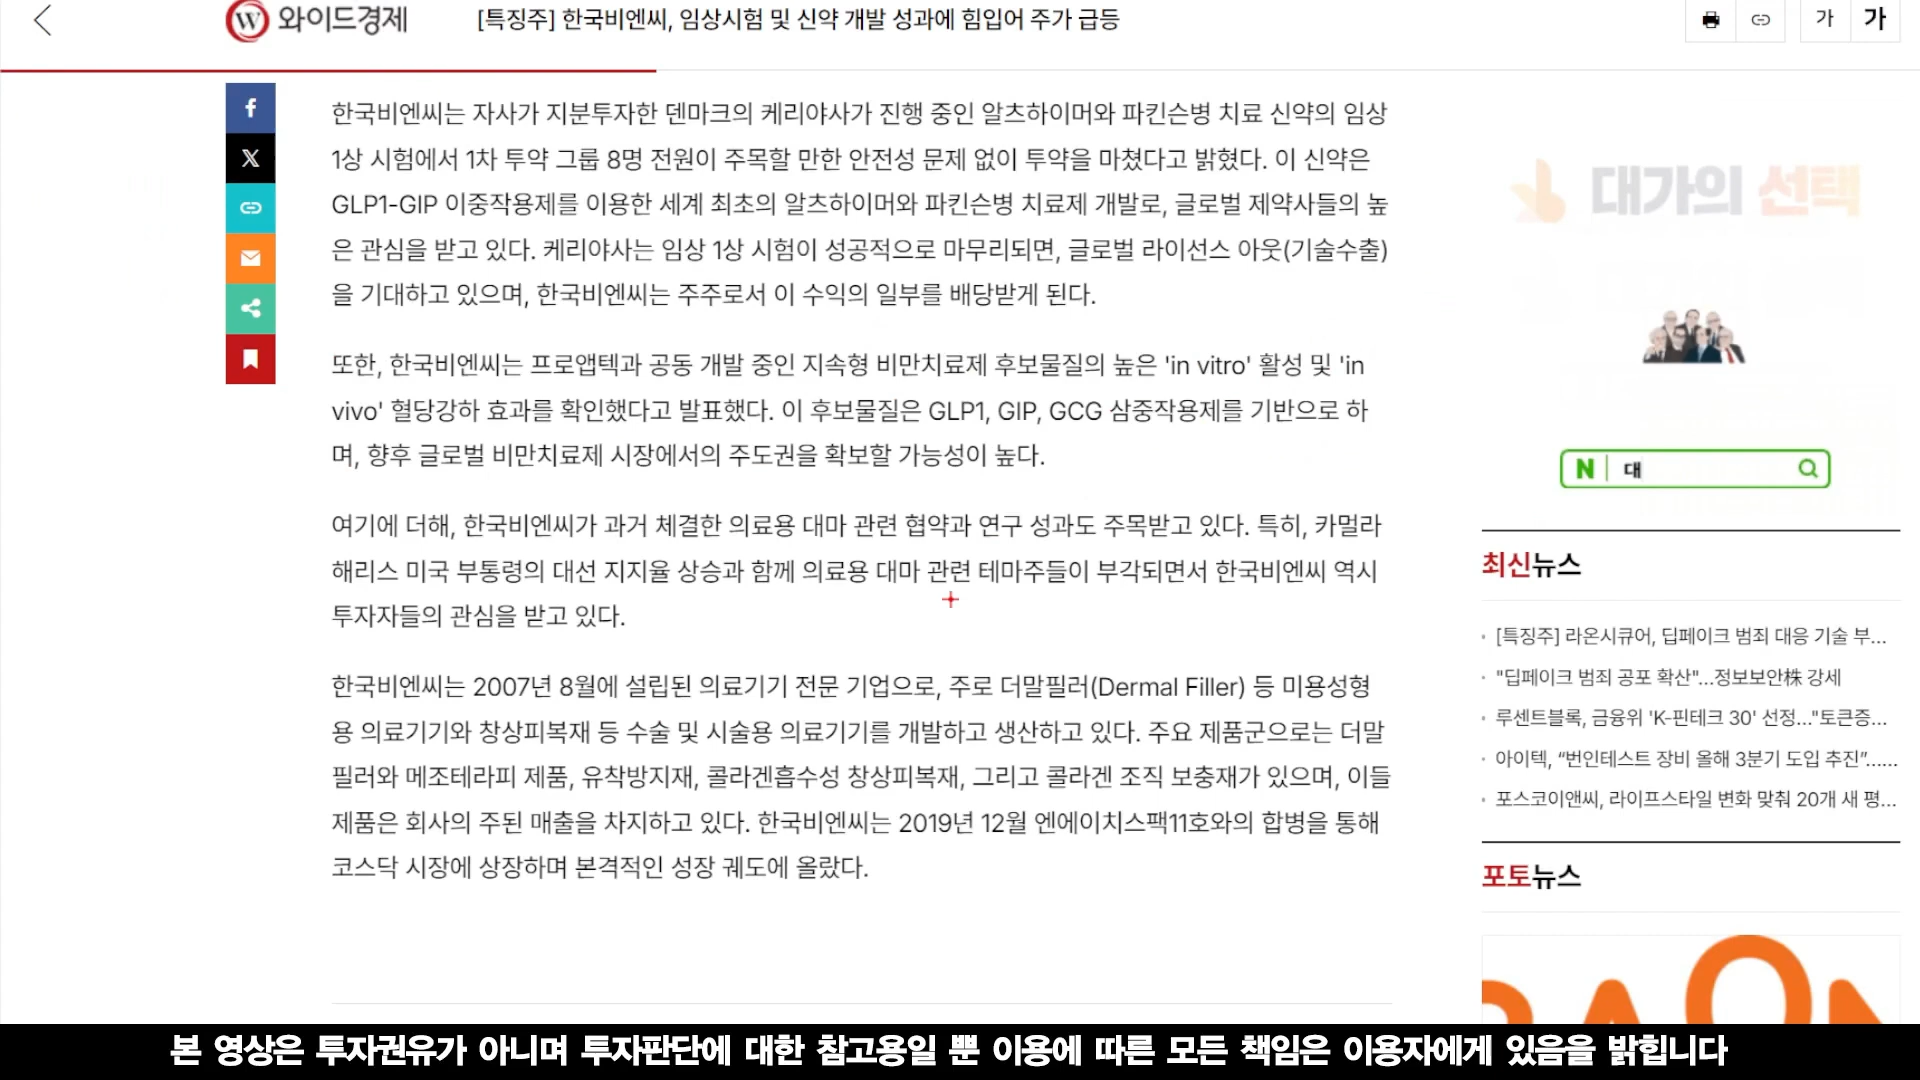 W 와이드경제
[특징주] 한국비엔씨, 임상시험 및 신약 개발 성과에 힘입어 주가 급등
가
가
한국비엔씨는 자사가 지분투자한 덴마크의 케리야사가 진행 중인 알츠하이머와 파킨슨병 치료 신약의 임상
1상 시험에서 1차 투약 그룹 8명 전원이 주목할 만한 안전성 문제 없이 투약을 마쳤다고 밝혔다. 이 신약은
GLP1-GIP 이중작용제를 이용한 세계 최초의 알츠하이머와 파킨슨병 치료제 개발로, 글로벌 제약사들의 높
은 관심을 받고 있다. 케리야사는 임상 1상 시험이 성공적으로 마무리되면, 글로벌 라이선스 아웃(기술수출)
을 기대하고 있으며, 한국비엔씨는 주주로서 이 수익의 일부를 배당받게 된다.
또한, 한국비엔씨는 프로앱텍과 공동 개발 중인 지속형 비만치료제 후보물질의 높은 'in vitro' 활성 및 'in
vivo' 혈당강하 효과를 확인했다고 발표했다. 이 후보물질은 GLP1, GIP, GCG 삼중작용제를 기반으로 하
며, 향후 글로벌 비만치료제 시장에서의 주도권을 확보할 가능성이 높다.
여기에 더해, 한국비엔씨가 과거 체결한 의료용 대마 관련 협약과 연구 성과도 주목받고 있다. 특히, 카멀라
해리스 미국 부통령의 대선 지지율 상승과 함께 의료용 대마 관련 테마주들이 부각되면서 한국비엔씨 역시
투자자들의 관심을 받고 있다.
한국비엔씨는 2007년 8월에 설립된 의료기기 전문 기업으로, 주로 더말필러(Dermal Filler) 등 미용성형
용 의료기기와 창상피복재 등 수술 및 시술용 의료기기를 개발하고 생산하고 있다. 주요 제품군으로는 더말
필러와 메조테라피 제품, 유착방지재, 콜라겐흡수성 창상피복재, 그리고 콜라겐 조직 보충재가 있으며, 이들
제품은 회사의 주된 매출을 차지하고 있다. 한국비엔씨는 2019년 12월 엔에이치스팩11호와의 합병을 통해
코스닥 시장에 상장하며 본격적인 성장 궤도에 올랐다.
대가의 선택
N 대
최신뉴스
[특징주] 라온시큐어, 딥페이크 범죄 대응 기술 부...
"딥페이크 범죄 공포 확산"...정보보안株 강세
루센트블록, 금융위 'K-핀테크 30' 선정..."토큰증...
아이텍, “번인테스트 장비 올해 3분기 도입 추진”......
포스코이앤씨, 라이프스타일 변화 맞춰 20개 새 평...
포토뉴스
본 영상은 투자권유가 아니며 투자판단에 대한 참고용일 뿐 이용에 따른 모든 책임은 이용자에게 있음을 밝힙니다